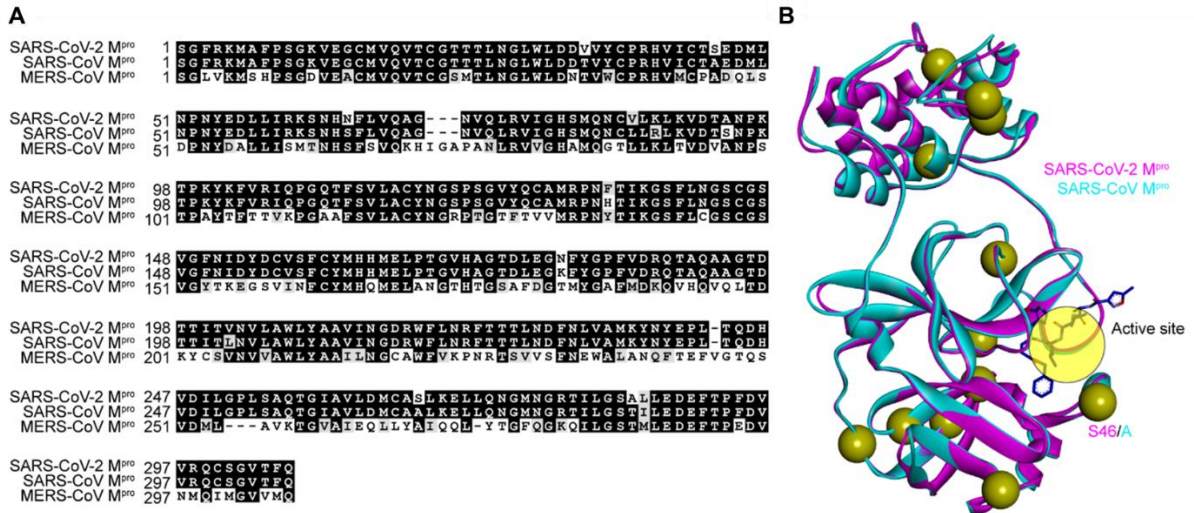 A
SARS-CoV-2 Mpro 1 SGFRKMAFPSGKVEGCMVQVTCGTTTLNGLWLDDVVYCPRHVICTSEDML
SARS-CoV Mpro 1 SGFRKMAFPSGKVEGCMVQVTCGTTTLNGLWLDDTVYCPRHVICTAEDML
MERS-CoV Mpro 1 SGLVKMSHPSGDVEACMVQVTCGSMTLNGLWLDNTVWCPRHVMCPADQLS
SARS-CoV-2 Mpro 51 NPNYEDLLIRKSNHNFLVQAG---NVQLRVIGHSMQNCVLKLKVDTANPK
SARS-CoV Mpro 51 NPNYEDLLIRKSNHSFLVQAG---NVQLRVIGHSMQNCLLRLKVDTSNPK
MERS-CoV Mpro 51 DPNYDALLISMTNHSFSVQKHIGAPANLRVVGHAMQGTLLKLTVDVANPS
SARS-CoV-2 Mpro 98 TPKYKFVRIQPGQTFSVLACYNGSPSGVYQCAMRPNFTIKGSFLNGSCGS
SARS-CoV Mpro 98 TPKYKFVRIQPGQTFSVLACYNGSPSGVYQCAMRPNHTIKGSFLNGSCGS
MERS-CoV Mpro 101 TPAYTFTTVKPGAAFSVLACYNGRPTGTFTVVMRPNYTIKGSFLCGSCGS
SARS-CoV-2 Mpro 148 VGFNIDYDCVSFCYMHHMELPTGVHAGTDLEGNFYGPFVDRQTAQAAGTD
SARS-CoV Mpro 148 VGFNIDYDCVSFCYMHHMELPTGVHAGTDLEGKFYGPFVDRQTAQAAGTD
MERS-CoV Mpro 151 VGYTKEGSVINFCYMHQMELANGTHTGSAFDGTMYGAFMDKQVHQVQLTD
SARS-CoV-2 Mpro 198 TTITVNVLAWLYAAVINGDRWFLNRFTTTLNDFNLVAMKYNYEPL-TQDH
SARS-CoV Mpro 198 TTITLNVLAWLYAAVINGDRWFLNRFTTTLNDFNLVAMKYNYEPL-TQDH
MERS-CoV Mpro 201 KYCSVNVVAWLYAAILNGCAWFVKPNRTSVVSFNEWALANQFTEFVGTQS
SARS-CoV-2 Mpro 247 VDILGPLSAQTGIAVLDMCASLKELLQNGMNGRTILGSALLEDEFTPFDV
SARS-CoV Mpro 247 VDILGPLSAQTGIAVLDMCAALKELLQNGMNGRTILGSTILEDEFTPFDV
MERS-CoV Mpro 251 VDML---AVKTGVAIEQLLYAIQQL-YTGFQGKQILGSTMLEDEFTPEDV
SARS-CoV-2 Mpro 297 VRQCSGVTFQ
SARS-CoV Mpro 297 VRQCSGVTFQ
MERS-CoV Mpro 297 NMQIMGVVMQ
B
SARS-CoV-2 Mpro
SARS-CoV Mpro
Active site
S46/A